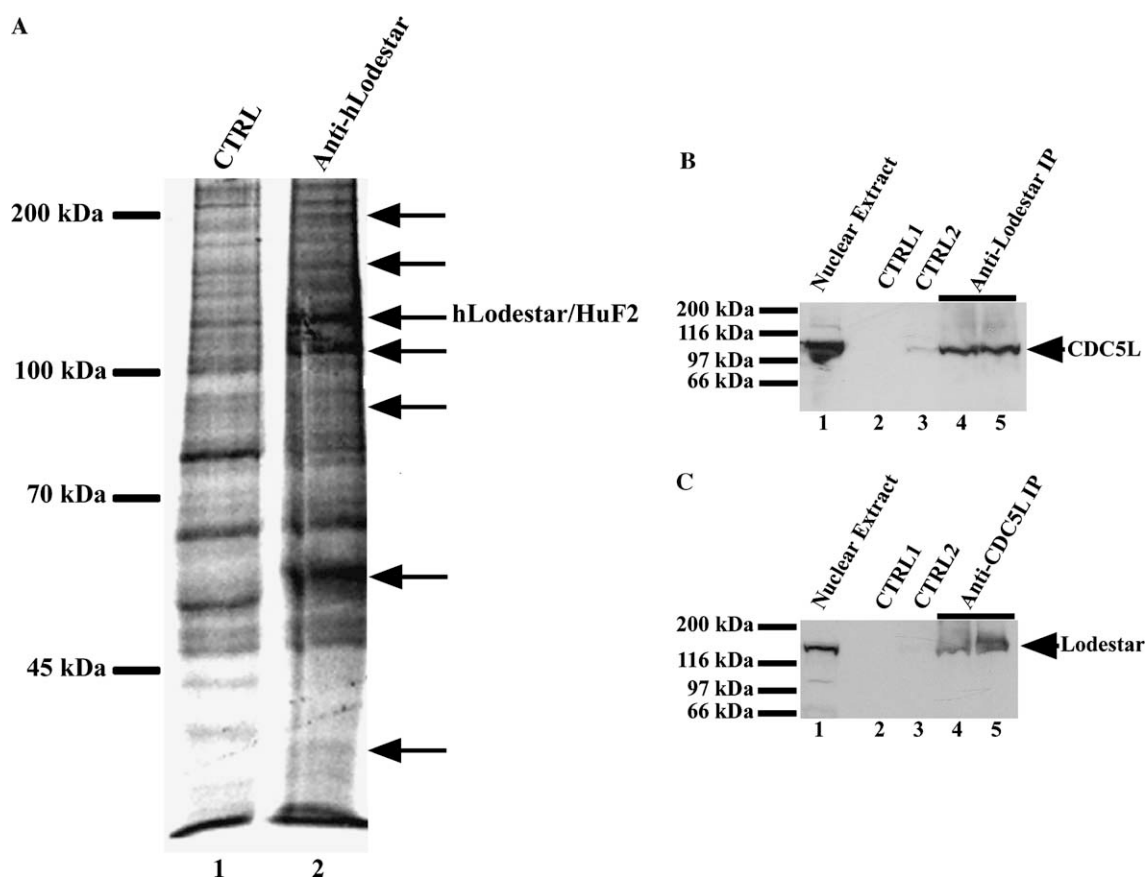 A
CTRL
Anti-hLodestar
200 kDa
hLodestar/HuF2
100 kDa
70 kDa
45 kDa
1 2
B
Nuclear Extract
CTRL1
CTRL2
Anti-Lodestar IP
200 kDa
116 kDa
97 kDa
66 kDa
CDC5L
1 2 3 4 5
C
Nuclear Extract
CTRL1
CTRL2
Anti-CDC5L IP
200 kDa
116 kDa
97 kDa
66 kDa
Lodestar
1 2 3 4 5